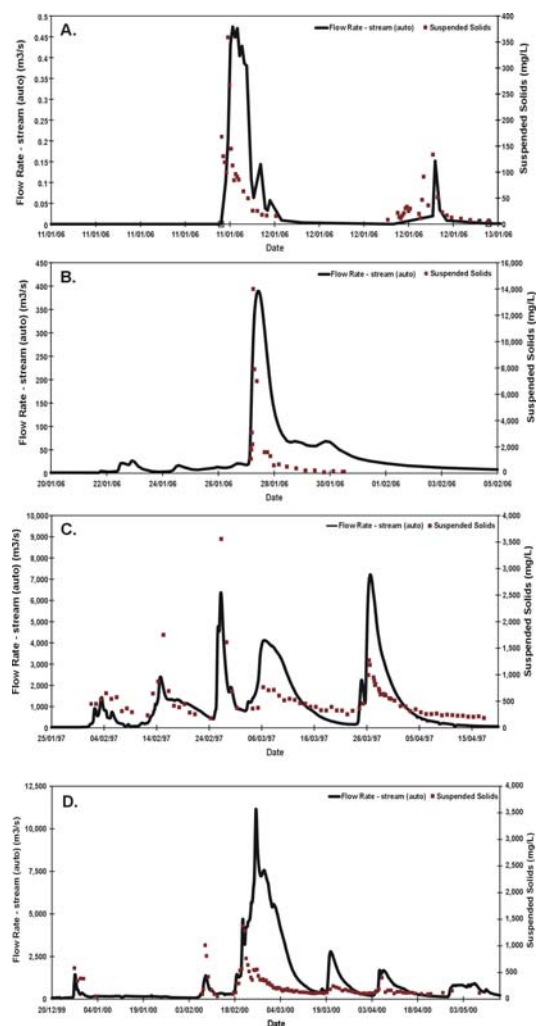 A.
Flow Rate - stream (auto)
Suspended Solids
Flow Rate - stream (auto) (m3/s)
0.5
0.45
0.4
0.35
0.3
0.25
0.2
0.15
0.1
0.05
0
400
350
300
250
200
150
100
50
0
Suspended Solids (mg/L)
11/01/06 11/01/06 11/01/06 11/01/06 11/01/06 12/01/06 12/01/06 12/01/06 12/01/06 12/01/06 13/01/06
Date
B.
Flow Rate - stream (auto)
Suspended Solids
Flow Rate - stream (auto) (m3/s)
450
400
350
300
250
200
150
100
50
0
16,000
14,000
12,000
10,000
8,000
6,000
4,000
2,000
0
Suspended Solids (mg/L)
20/01/06 22/01/06 24/01/06 26/01/06 28/01/06 30/01/06 01/02/06 03/02/06 05/02/06
Date
C.
Flow Rate - stream (auto)
Suspended Solids
Flow Rate - stream (auto) (m3/s)
10,000
9,000
8,000
7,000
6,000
5,000
4,000
3,000
2,000
1,000
0
4,000
3,500
3,000
2,500
2,000
1,500
1,000
500
0
Suspended Solids (mg/L)
25/01/97 04/02/97 14/02/97 24/02/97 06/03/97 16/03/97 26/03/97 05/04/97 15/04/97
Date
D.
Flow Rate - stream (auto)
Suspended Solids
Flow Rate - stream (auto) (m3/s)
12,500
10,000
7,500
5,000
2,500
0
4,000
3,500
3,000
2,500
2,000
1,500
1,000
500
0
Suspended Solids (mg/L)
20/12/99 04/01/00 19/01/00 03/02/00 18/02/00 04/03/00 19/03/00 03/04/00 18/04/00 03/05/00
Date